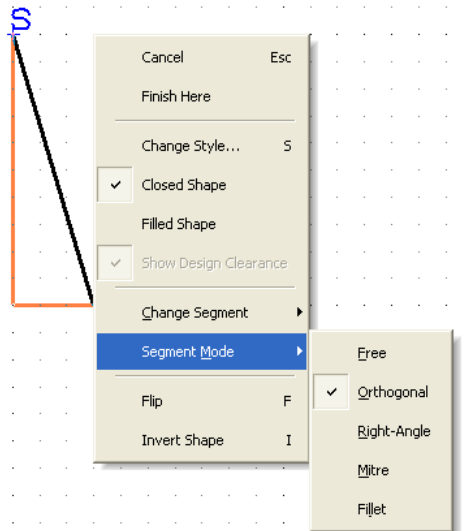 S
Cancel Esc
Finish Here
Change Style... S
Closed Shape
Filled Shape
Show Design Clearance
Change Segment
Segment Mode
Free
Orthogonal
Right-Angle
Mitre
Fillet
Flip F
Invert Shape I